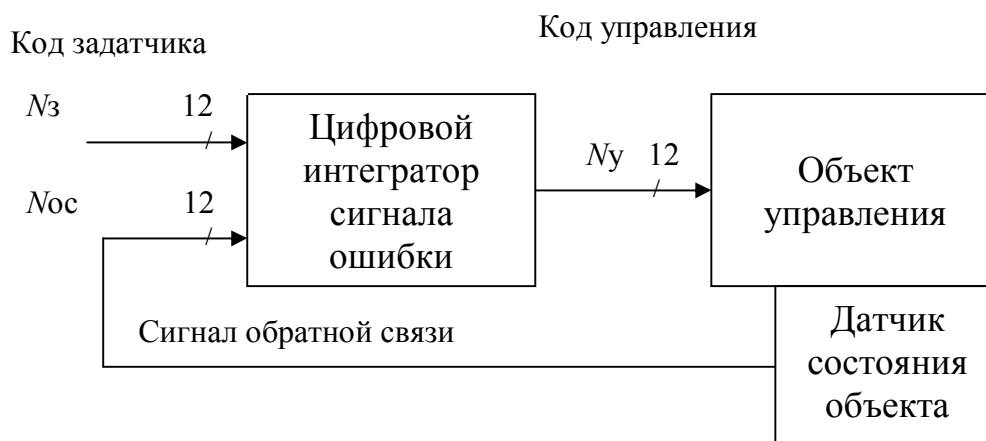 Код задатчика
Код управления
Nз 12
Nос 12
Цифровой
интегратор
сигнала
ошибки
Nу 12
Объект
управления
Сигнал обратной связи
Датчик
состояния
объекта